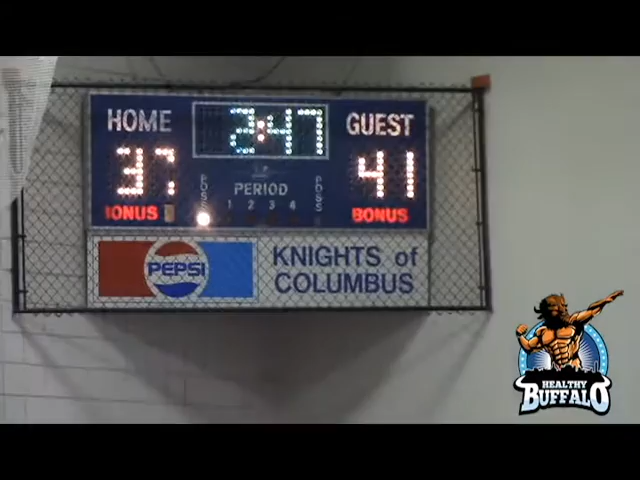 HOME
2:47
GUEST
37
41
POSS
PERIOD
POSS
1 2 3 4
BONUS
BONUS
PEPSI
KNIGHTS of
COLUMBUS
HEALTHY
BUFFALO